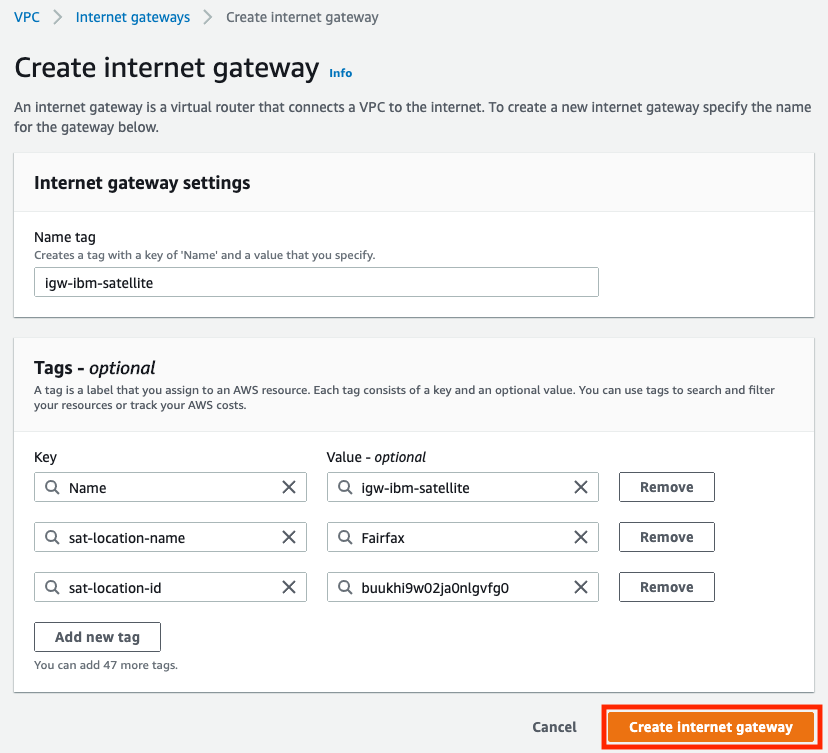 VPC > Internet gateways > Create internet gateway
Create internet gateway Info
An internet gateway is a virtual router that connects a VPC to the internet. To create a new internet gateway specify the name
for the gateway below.
Internet gateway settings
Name tag
Creates a tag with a key of 'Name' and a value that you specify.
igw-ibm-satellite
Tags - optional
A tag is a label that you assign to an AWS resource. Each tag consists of a key and an optional value. You can use tags to search and filter
your resources or track your AWS costs.
Key Value - optional
Name igw-ibm-satellite Remove
sat-location-name Fairfax Remove
sat-location-id buukhi9w02ja0nlgvfg0 Remove
Add new tag
You can add 47 more tags.
Cancel Create internet gateway